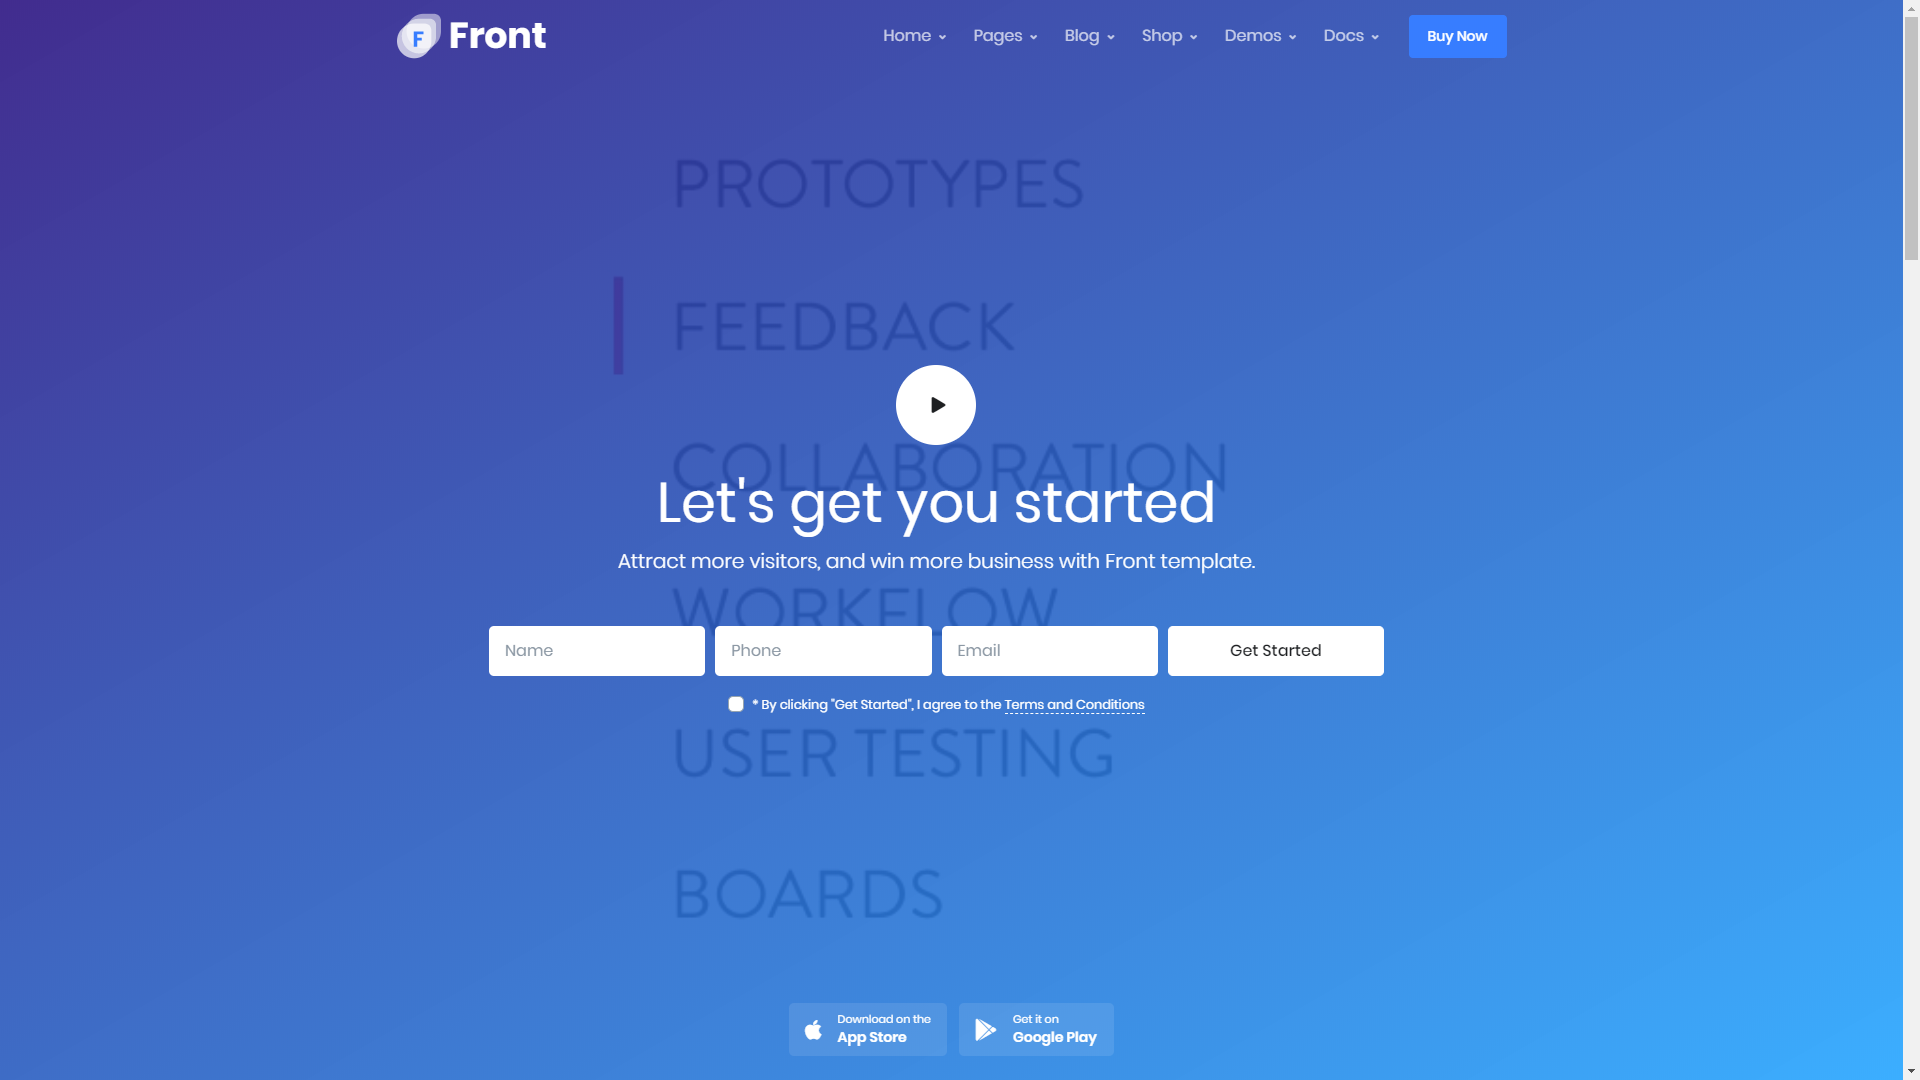 Front
Home Pages Blog Shop Demos Docs Buy Now
PROTOTYPES
FEEDBACK
COLLABORATION
Let's get you started
Attract more visitors, and win more business with Front template.
WORKFLOW
Name Phone Email Get Started
* By clicking "Get Started", I agree to the Terms and Conditions
USER TESTING
BOARDS
Download on the
App Store
Get it on
Google Play